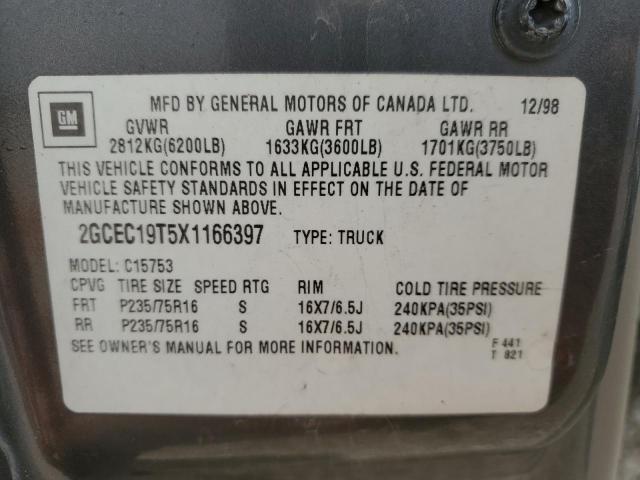 GM
MFD BY GENERAL MOTORS OF CANADA LTD. 12/98
GVWR GAWR FRT GAWR RR
2812KG(6200LB) 1633KG(3600LB) 1701KG(3750LB)
THIS VEHICLE CONFORMS TO ALL APPLICABLE U.S. FEDERAL MOTOR
VEHICLE SAFETY STANDARDS IN EFFECT ON THE DATE OF
MANUFACTURE SHOWN ABOVE.
2GCEC19T5X1166397 TYPE: TRUCK
MODEL: C15753
CPVG TIRE SIZE SPEED RTG RIM COLD TIRE PRESSURE
FRT P235/75R16 S 16X7/6.5J 240KPA(35PSI)
RR P235/75R16 S 16X7/6.5J 240KPA(35PSI)
SEE OWNER'S MANUAL FOR MORE INFORMATION.
F 441
T 821